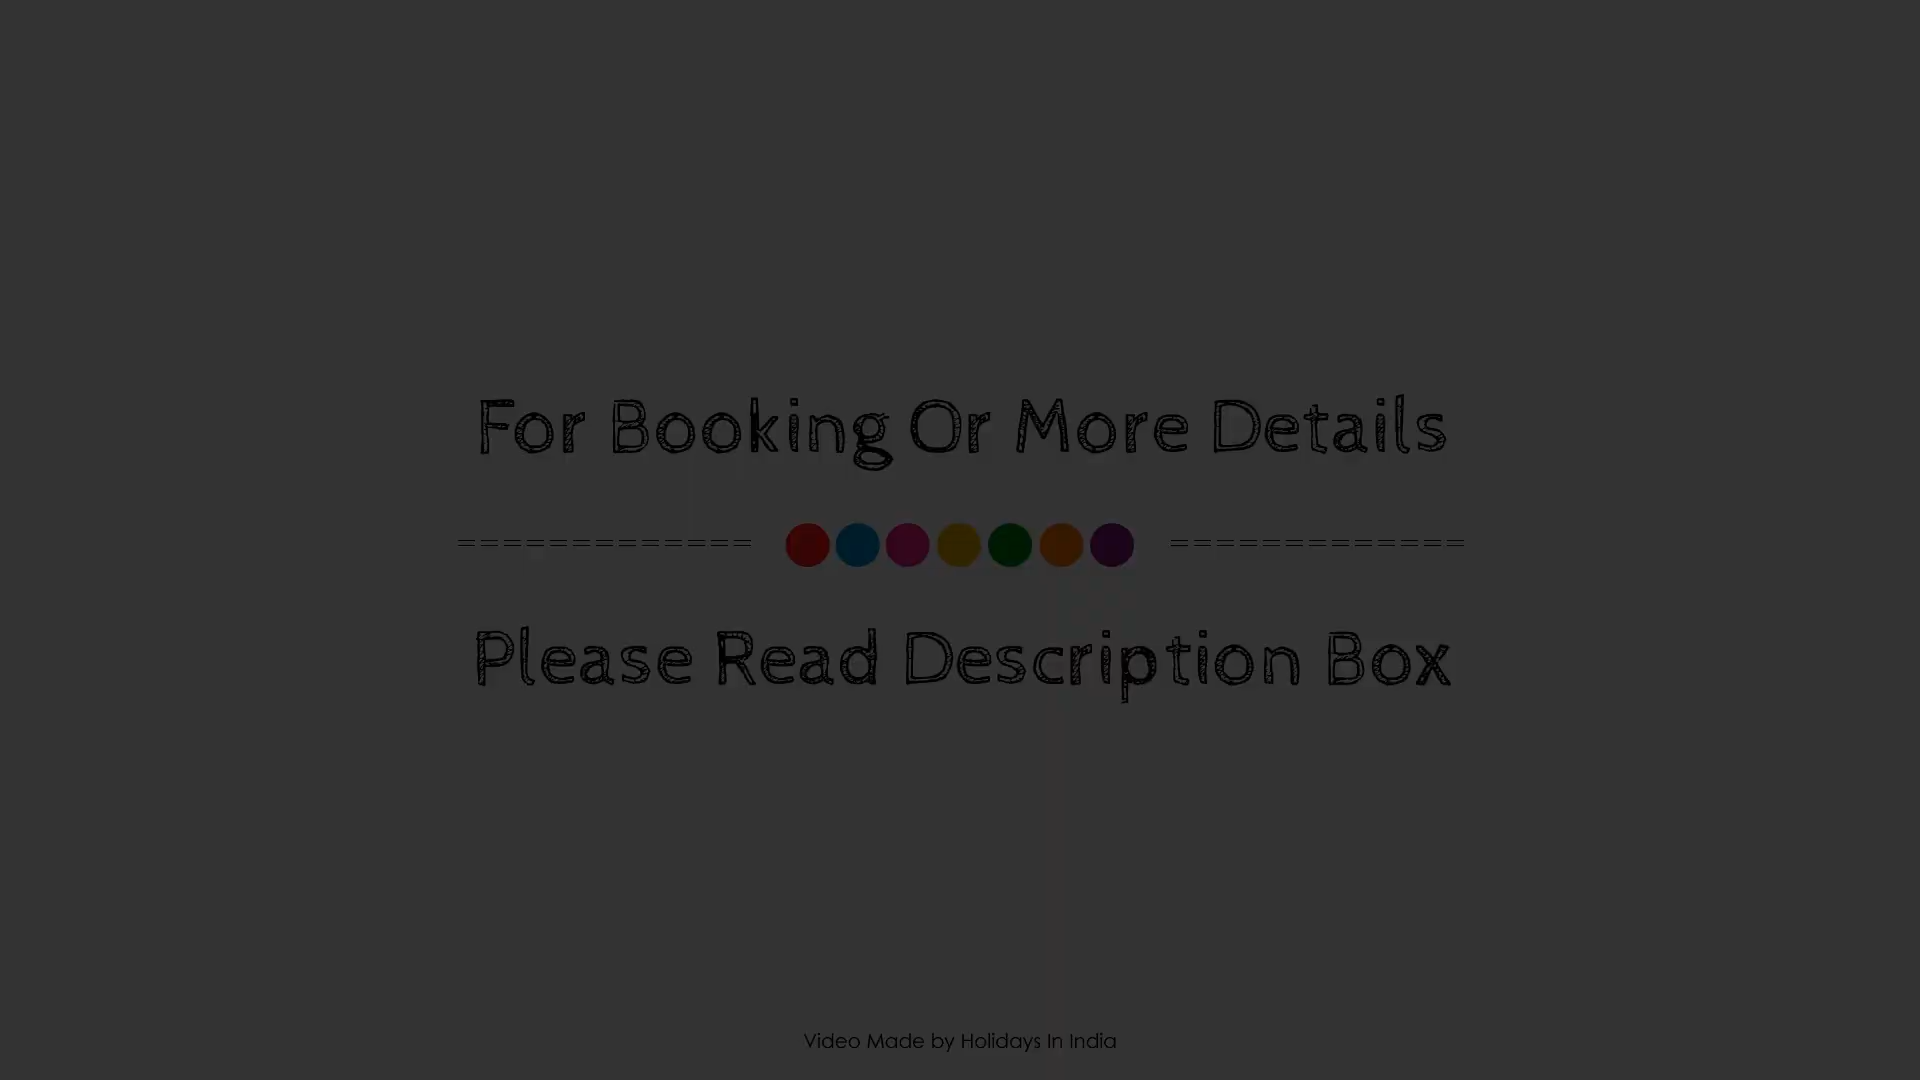 For Booking Or More Details
============= =============
Please Read Description Box
Video Made by Holidays In India